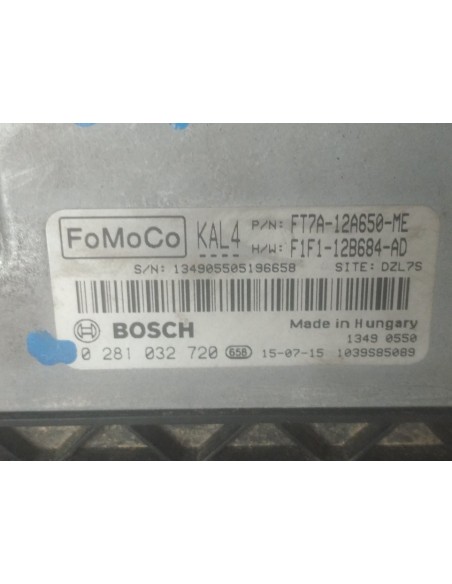 FoMoCo KAL4 P/N: FT7A-12A650-ME
H/W: F1F1-12B684-AD
S/N: 134905505196658 SITE: DZL7S
BOSCH Made in Hungary
1349 0550
0 281 032 720 656 15-07-15 1039S85089